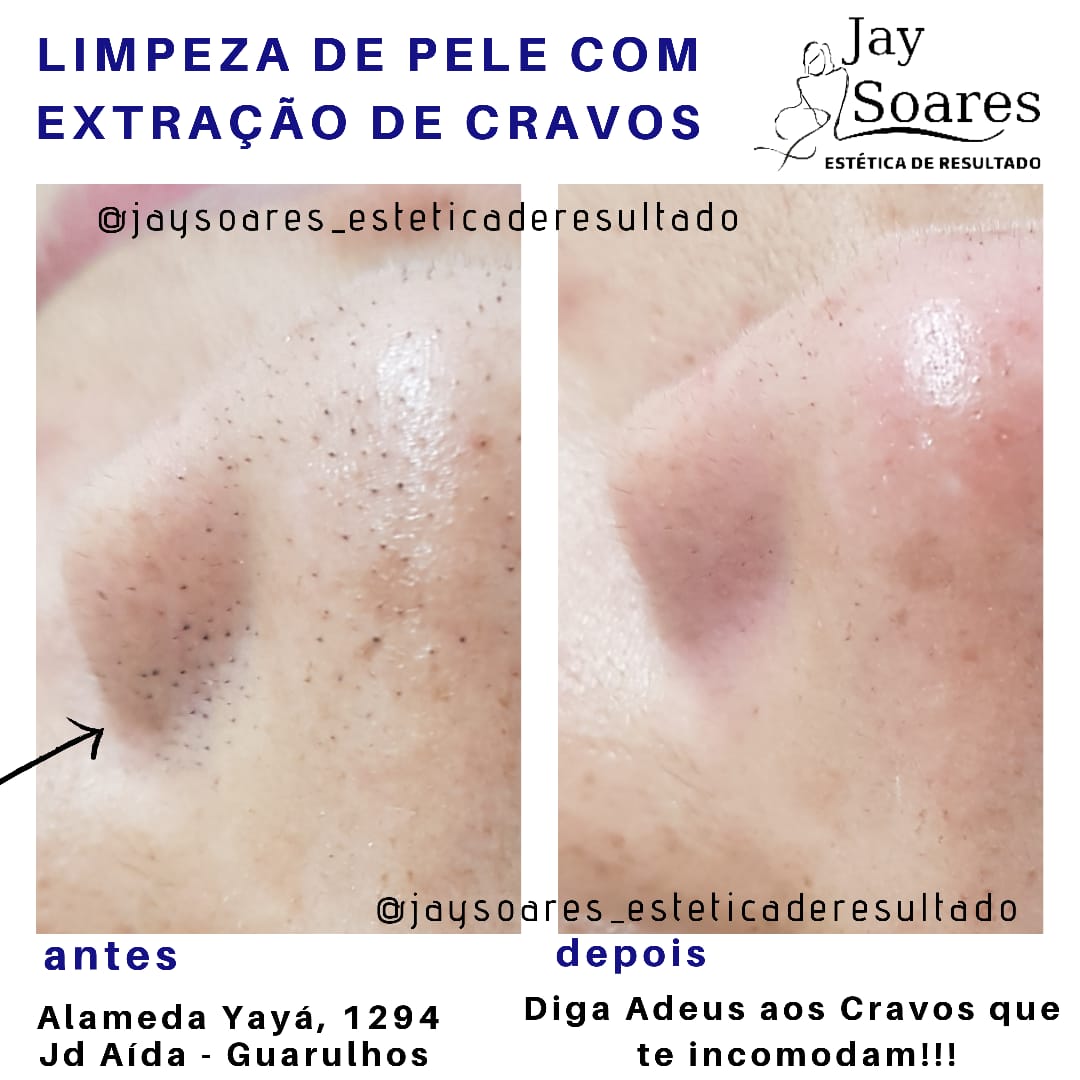 LIMPEZA DE PELE COM
EXTRAÇÃO DE CRAVOS
Jay
Soares
ESTÉTICA DE RESULTADO
@jaysoares_esteticaderesultado
@jaysoares_esteticaderesultado
antes
depois
Alameda Yayá, 1294
Jd Aída - Guarulhos
Diga Adeus aos Cravos que
te incomodam!!!